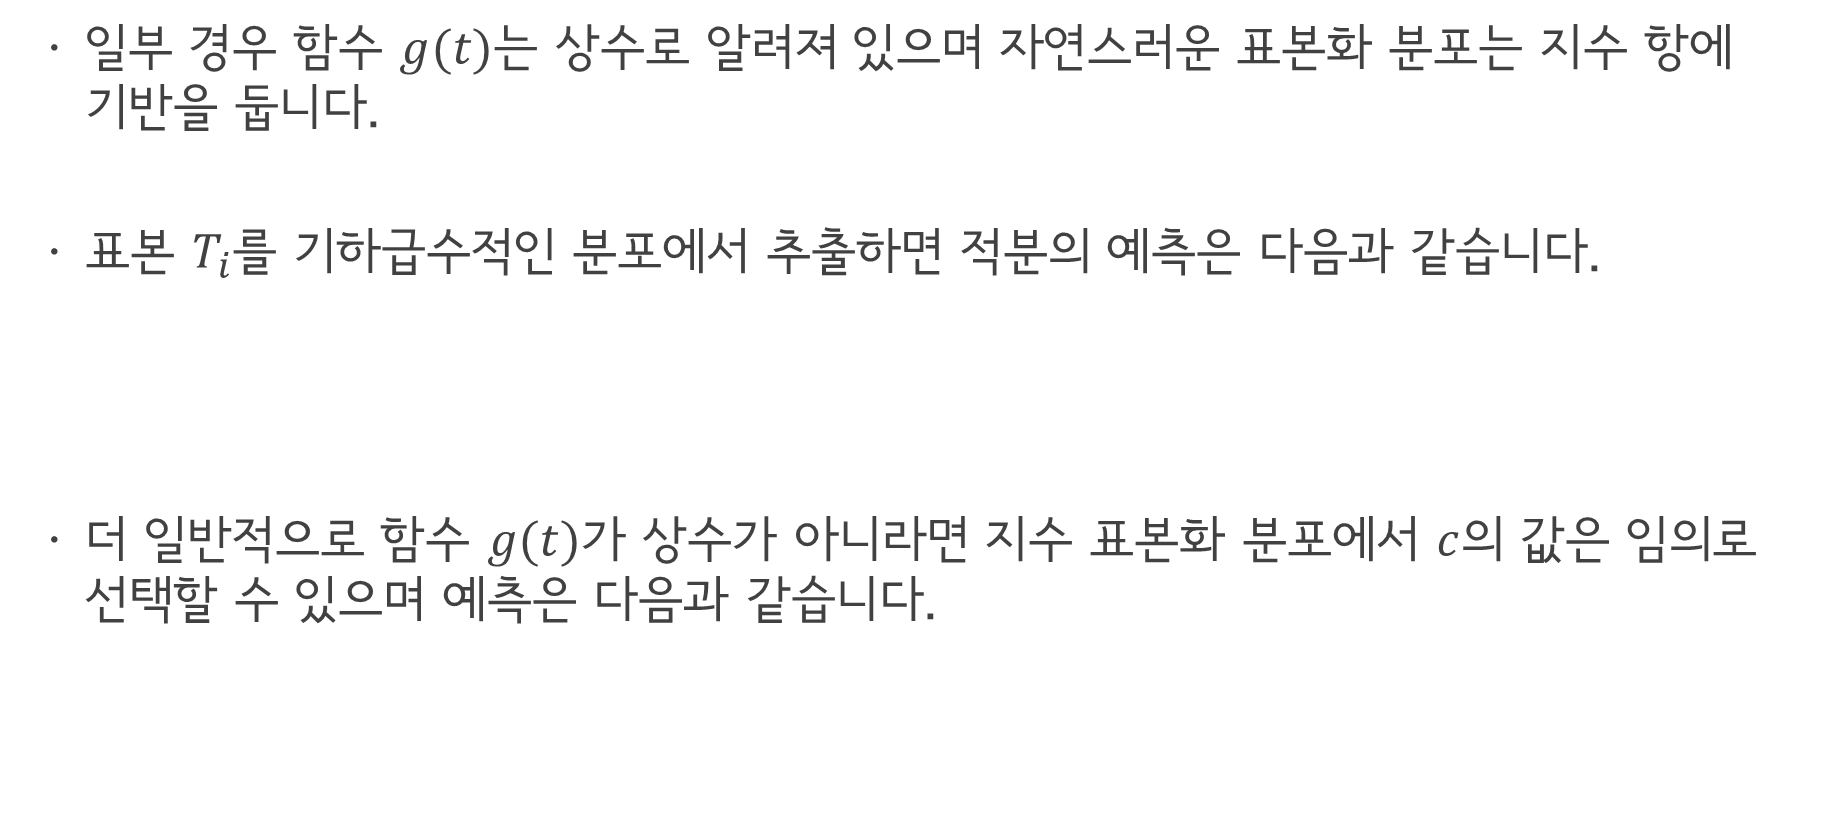 · 일부 경우 함수 g(t)는 상수로 알려져 있으며 자연스러운 표본화 분포는 지수 항에
기반을 둡니다.
· 표본 Tᵢ를 기하급수적인 분포에서 추출하면 적분의 예측은 다음과 같습니다.
· 더 일반적으로 함수 g(t)가 상수가 아니라면 지수 표본화 분포에서 c의 값은 임의로
선택할 수 있으며 예측은 다음과 같습니다.